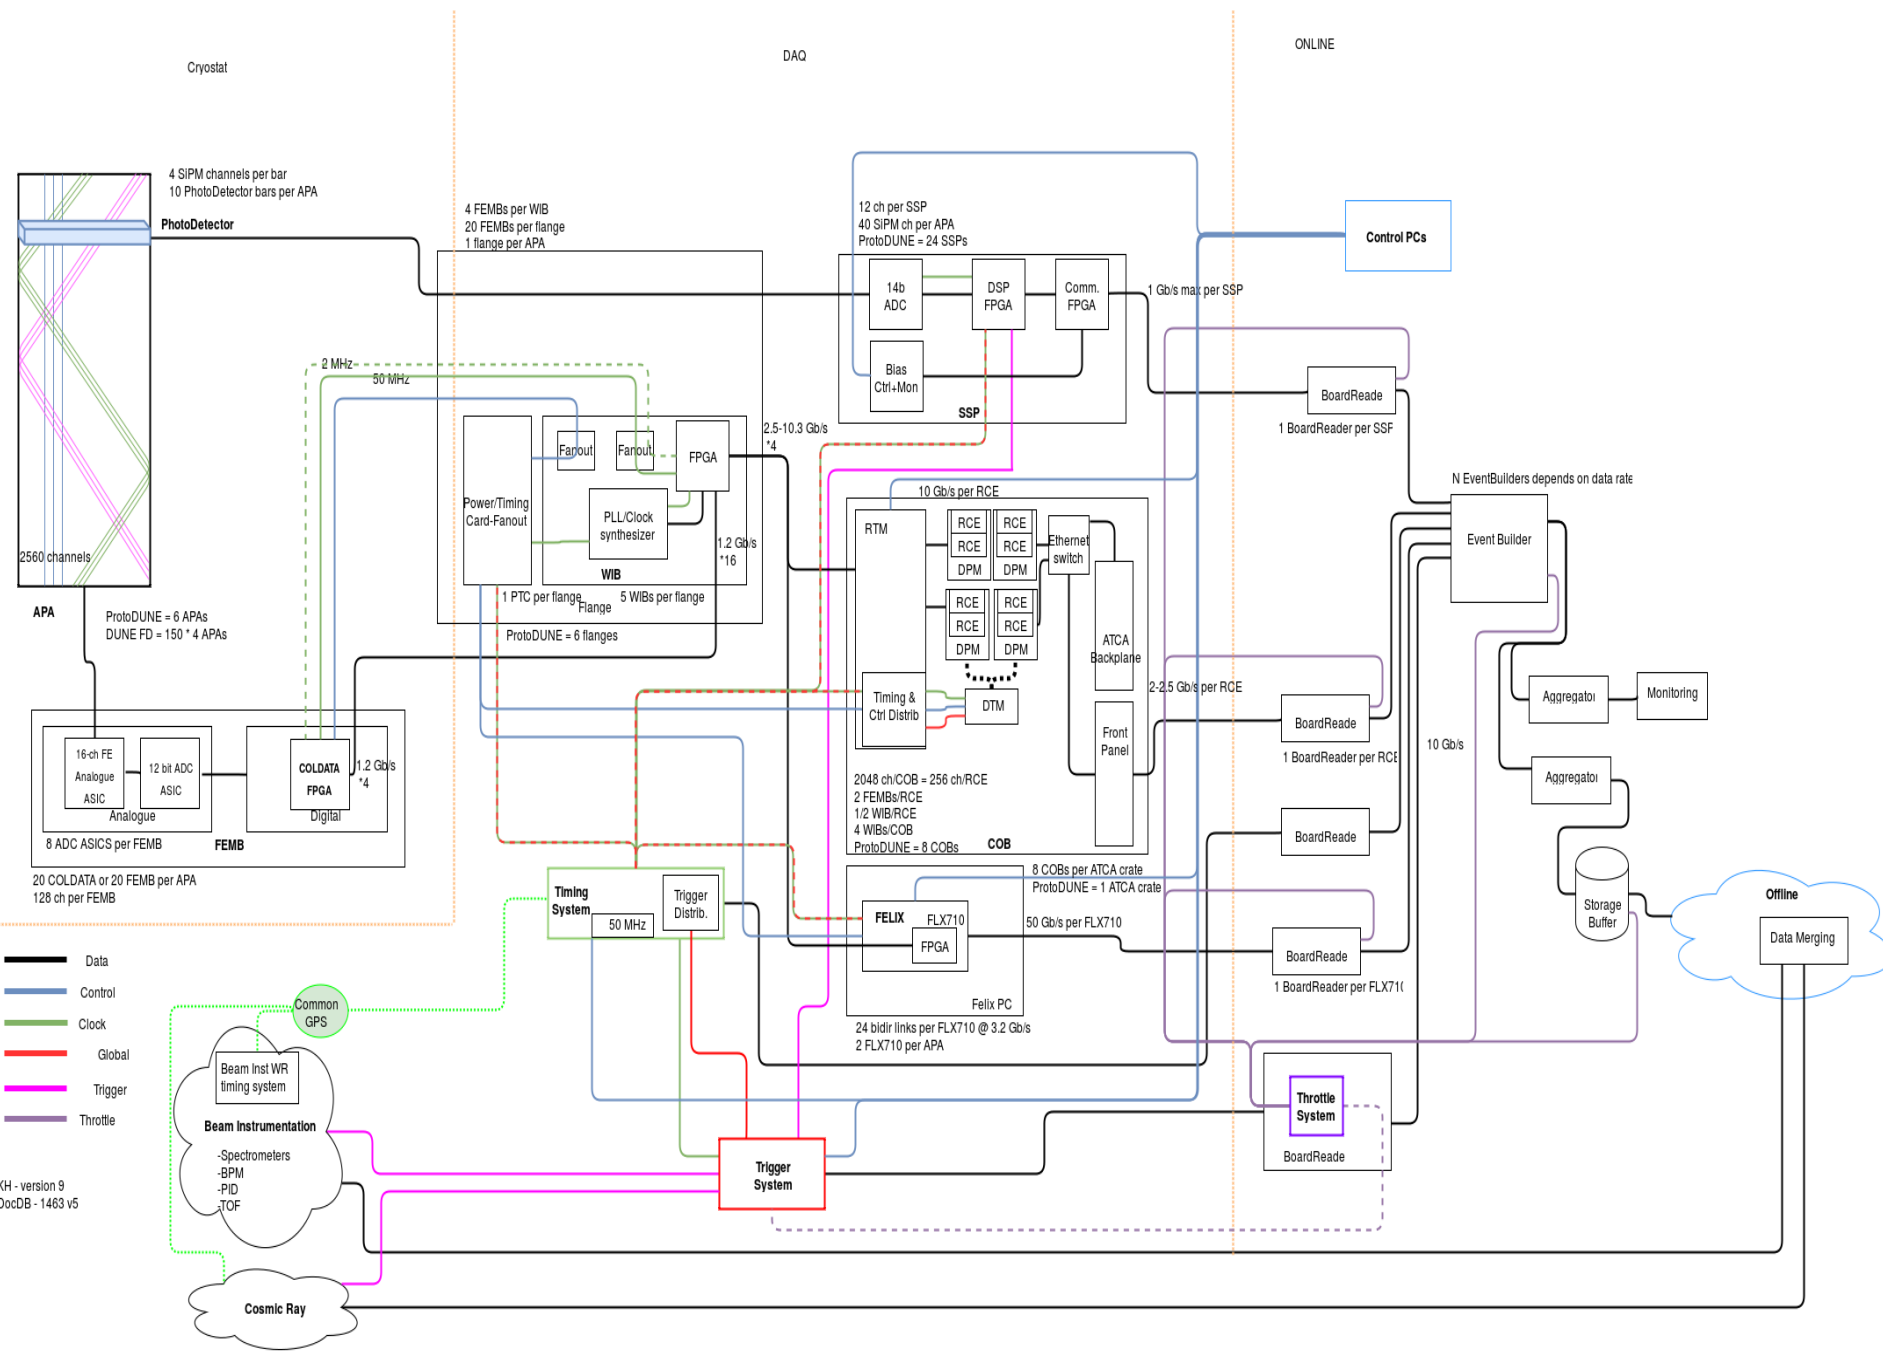 Cryostat
DAQ
ONLINE
4 SiPM channels per bar
10 PhotoDetector bars per APA
PhotoDetector
2560 channels
APA
ProtoDUNE = 6 APAs
DUNE FD = 150 * 4 APAs
4 FEMBs per WIB
20 FEMBs per flange
1 flange per APA
2 MHz
50 MHz
Fanout
Fanout
FPGA
Power/Timing
Card-Fanout
PLL/Clock
synthesizer
WIB
1.2 Gb/s
*16
1 PTC per flange
5 WIBs per flange
Flange
ProtoDUNE = 6 flanges
2.5-10.3 Gb/s
*4
12 ch per SSP
40 SiPM ch per APA
ProtoDUNE = 24 SSPs
14b
ADC
DSP
FPGA
Comm.
FPGA
Bias
Ctrl+Mon
SSP
1 Gb/s max per SSP
Control PCs
BoardReade
1 BoardReader per SSF
10 Gb/s per RCE
RTM
RCE
RCE
DPM
RCE
RCE
DPM
RCE
RCE
DPM
RCE
RCE
DPM
Ethernet
switch
ATCA
Backplane
Front
Panel
Timing &
Ctrl Distrib
DTM
2048 ch/COB = 256 ch/RCE
2 FEMBs/RCE
1/2 WIB/RCE
4 WIBs/COB
ProtoDUNE = 8 COBs
COB
8 COBs per ATCA crate
ProtoDUNE = 1 ATCA crate
2-2.5 Gb/s per RCE
BoardReade
1 BoardReader per RCE
BoardReade
10 Gb/s
N EventBuilders depends on data rate
Event Builder
Aggregator
Monitoring
Aggregator
Storage
Buffer
Offline
Data Merging
16-ch FE
Analogue
ASIC
12 bit ADC
ASIC
Analogue
COLDATA
FPGA
Digital
1.2 Gb/s
*4
8 ADC ASICS per FEMB
FEMB
20 COLDATA or 20 FEMB per APA
128 ch per FEMB
Timing
System
50 MHz
Trigger
Distrib.
FELIX
FLX710
FPGA
Felix PC
50 Gb/s per FLX710
24 bidir links per FLX710 @ 3.2 Gb/s
2 FLX710 per APA
BoardReade
1 BoardReader per FLX71(
Data
Control
Clock
Global
Trigger
Throttle
Common
GPS
Beam Inst WR
timing system
Beam Instrumentation
-Spectrometers
-BPM
-PID
-TOF
KH - version 9
DocDB - 1463 v5
Trigger
System
Throttle
System
BoardReade
Cosmic Ray